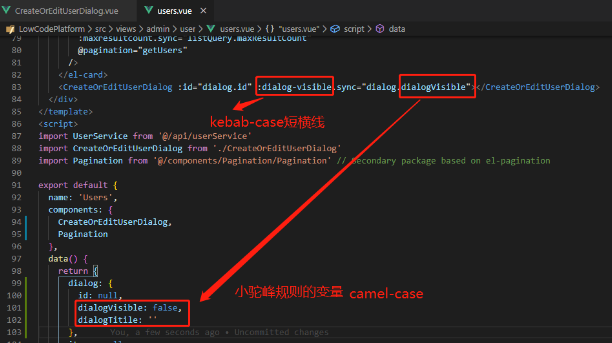 CreateOrEditUserDialog.vue users.vue ×
LowCodePlatform > src > views > admin > user > users.vue > {} "users.vue" > script > data
79 :maxresultcount.sync="listQuery.maxResultCount"
80 @pagination="getUsers"
81 />
82 </el-card>
83 <CreateOrEditUserDialog :id="dialog.id" :dialog-visible.sync="dialog.dialogVisible"></CreateOrEditUserDialog>
84 </div>
85 </template>
kebab-case短横线
86 <script>
87 import UserService from '@/api/userService'
88 import CreateOrEditUserDialog from './CreateOrEditUserDialog'
89 import Pagination from '@/components/Pagination/Pagination' // Secondary package based on el-pagination
90
91 export default {
92 name: 'Users',
93 components: {
94 CreateOrEditUserDialog,
95 Pagination
96 },
97 data() {
98 return {
99 dialog: {
100 id: null,
小驼峰规则的变量 camel-case
101 dialogVisible: false,
102 dialogTitile: ''
103 }, You, a few seconds ago • Uncommitted changes